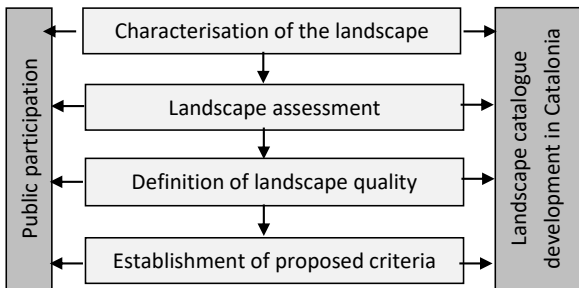 Characterisation of the landscape
Landscape assessment
Definition of landscape quality
Establishment of proposed criteria
Public participation
Landscape catalogue
development in Catalonia